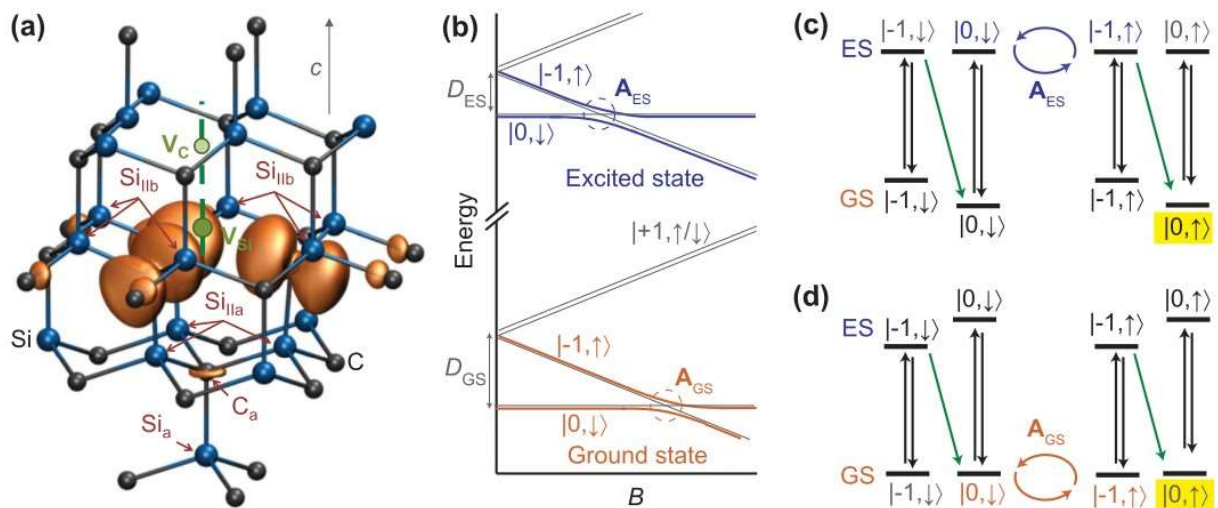 (a)
c
V_C
Si_IIb
Si_IIb
V_Si
Si_IIa
Si
C
C_a
Si_a
(b)
Energy
D_ES
|−1,↑⟩
A_ES
|0,↓⟩
Excited state
|+1,↑/↓⟩
D_GS
|−1,↑⟩
A_GS
|0,↓⟩
Ground state
B
(c)
|−1,↓⟩ |0,↓⟩ |−1,↑⟩ |0,↑⟩
ES
A_ES
GS
|−1,↓⟩ |−1,↑⟩
|0,↓⟩ |0,↑⟩
(d)
|0,↓⟩ |0,↑⟩
ES |−1,↓⟩ |−1,↑⟩
A_GS
GS
|−1,↓⟩ |0,↓⟩ |−1,↑⟩ |0,↑⟩